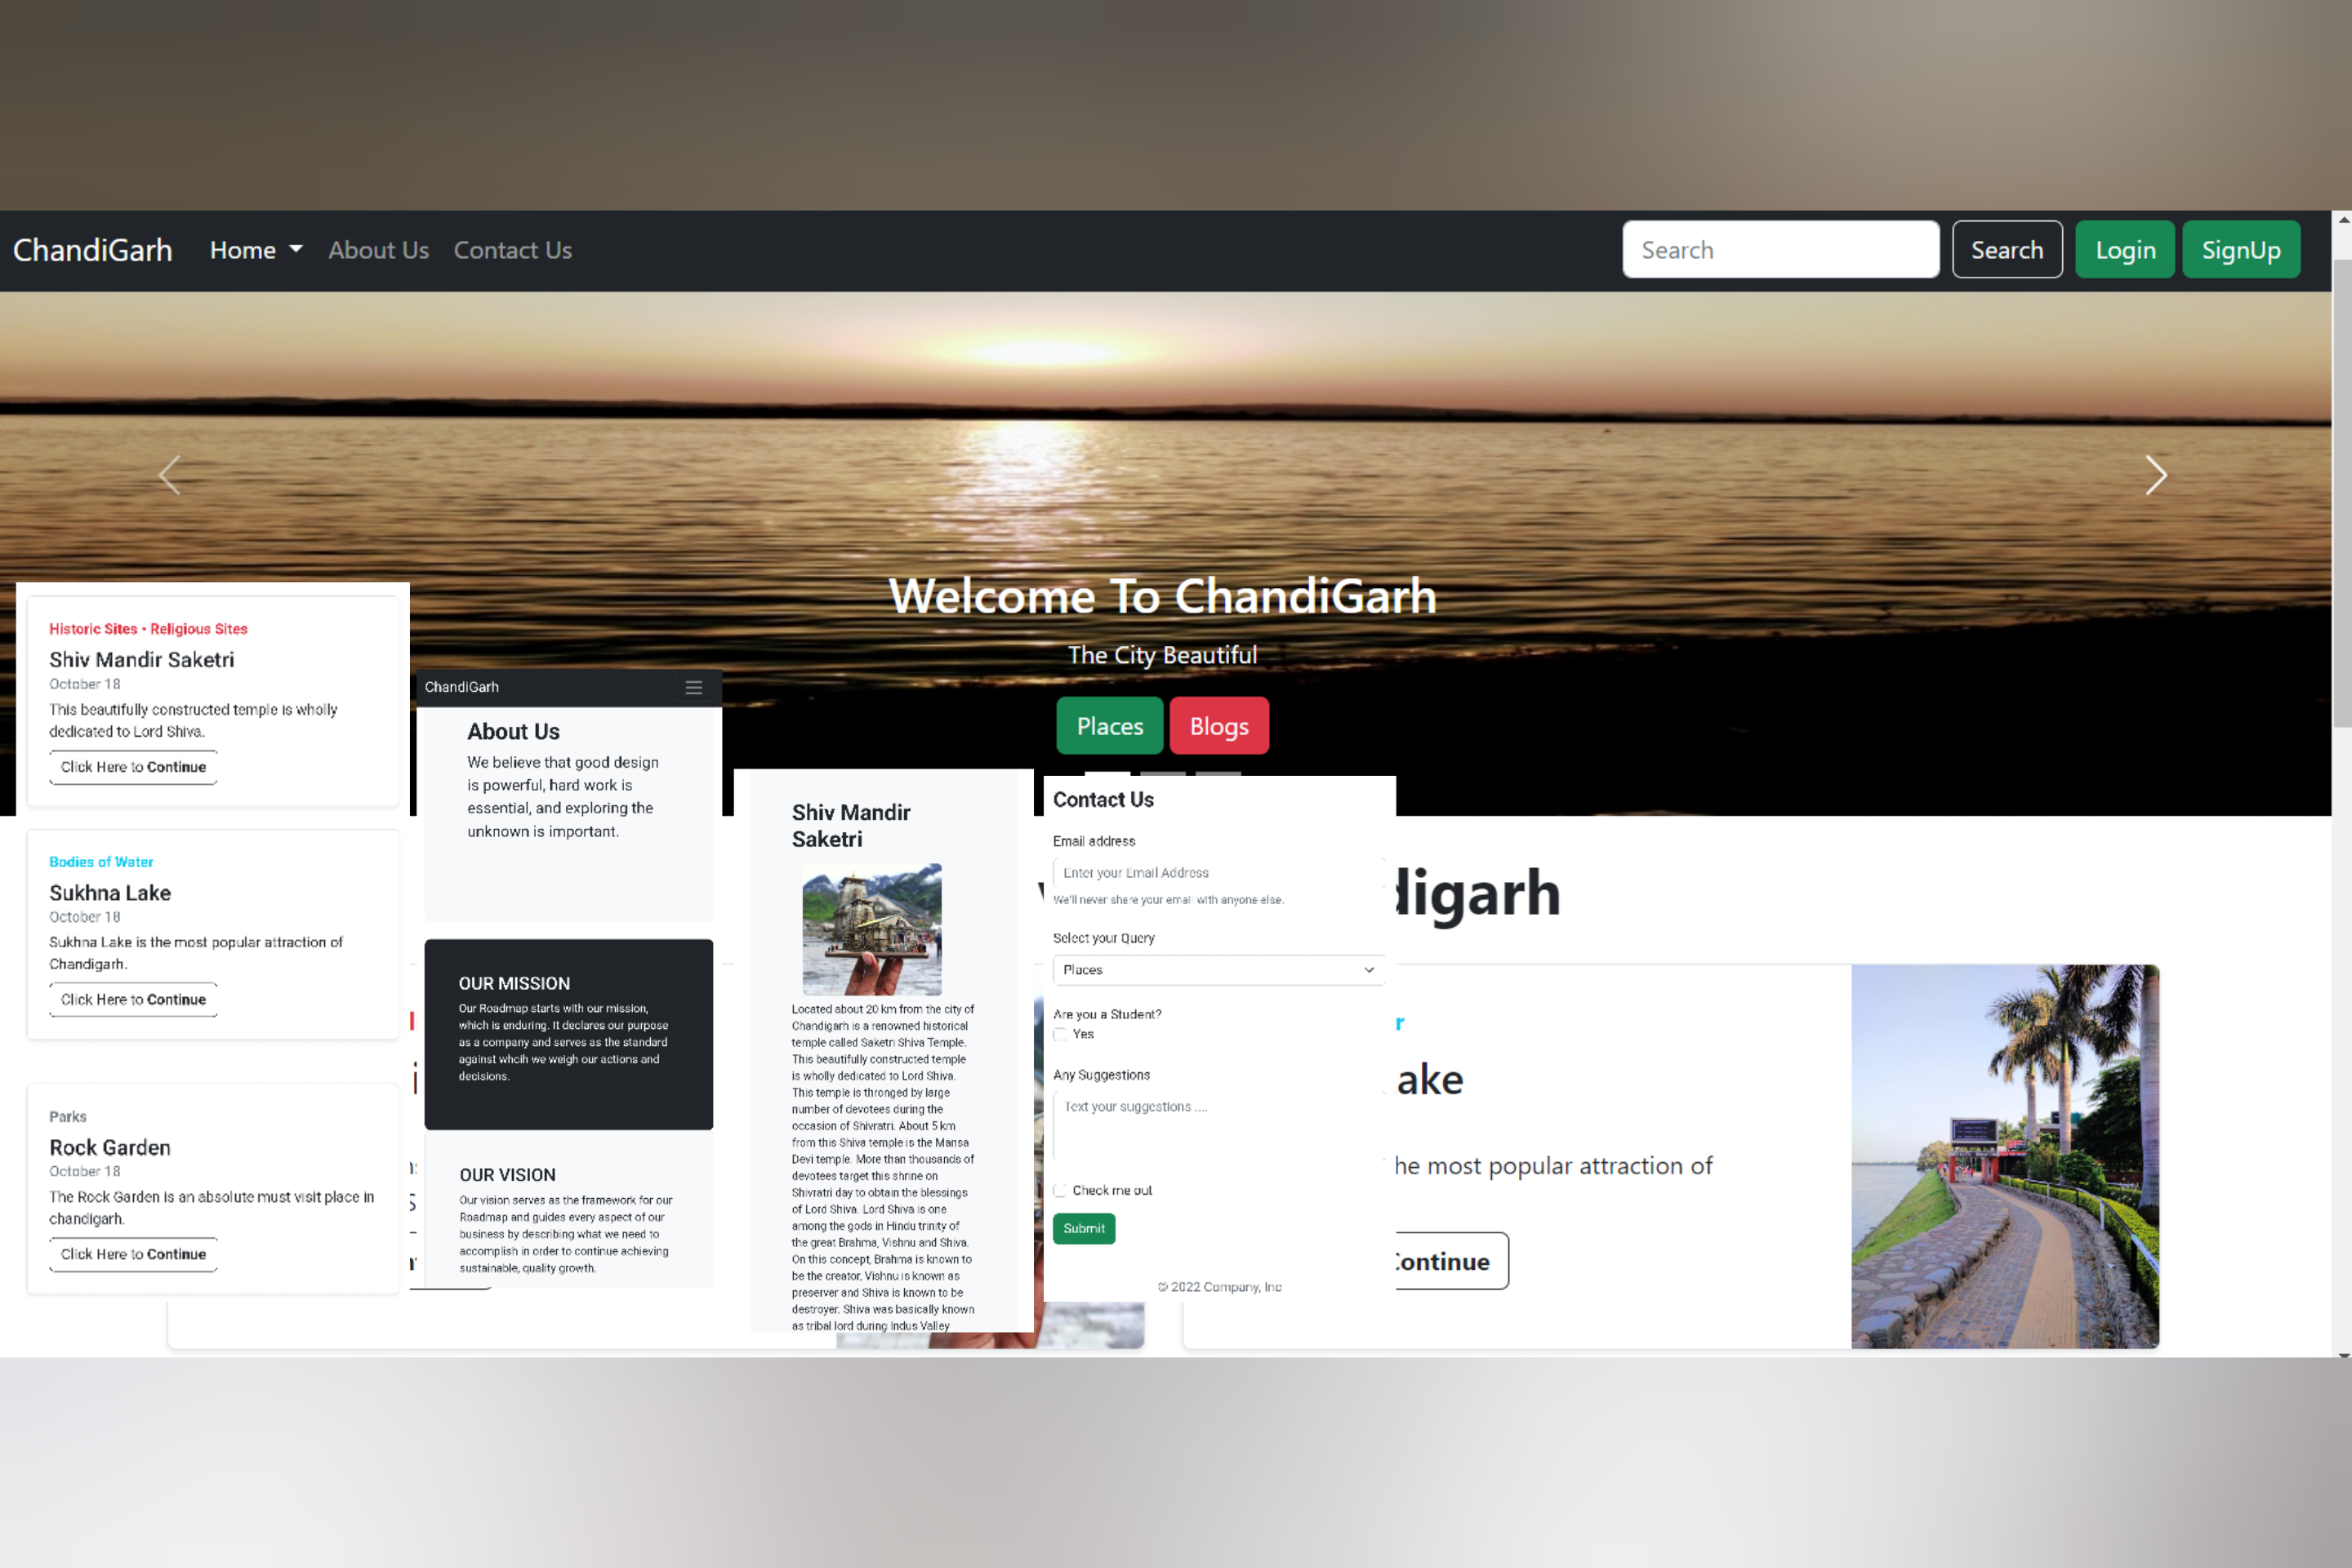 ChandiGarh Home About Us Contact Us Search Search Login SignUp
Welcome To ChandiGarh
The City Beautiful
Places Blogs
Historic Sites • Religious Sites
Shiv Mandir Saketri
October 18
This beautifully constructed temple is wholly
dedicated to Lord Shiva.
Click Here to Continue
Bodies of Water
Sukhna Lake
October 18
Sukhna Lake is the most popular attraction of
Chandigarh.
Click Here to Continue
Parks
Rock Garden
October 18
The Rock Garden is an absolute must visit place in
chandigarh.
Click Here to Continue
ChandiGarh
About Us
We believe that good design
is powerful, hard work is
essential, and exploring the
unknown is important.
OUR MISSION
Our Roadmap starts with our mission,
which is enduring. It declares our purpose
as a company and serves as the standard
against whcih we weigh our actions and
decisions.
OUR VISION
Our vision serves as the framework for our
Roadmap and guides every aspect of our
business by describing what we need to
accomplish in order to continue achieving
sustainable, quality growth.
Shiv Mandir
Saketri
Located about 20 km from the city of
Chandigarh is a renowned historical
temple called Saketri Shiva Temple.
This beautifully constructed temple
is wholly dedicated to Lord Shiva.
This temple is thronged by large
number of devotees during the
occasion of Shivratri. About 5 km
from this Shiva temple is the Mansa
Devi temple. More than thousands of
devotees target this shrine on
Shivratri day to obtain the blessings
of Lord Shiva. Lord Shiva is one
among the gods in Hindu trinity of
the great Brahma, Vishnu and Shiva.
On this concept, Brahma is known to
be the creator, Vishnu is known as
preserver and Shiva is known to be
destroyer. Shiva was basically known
as tribal lord during Indus Valley
Contact Us
Email address
Enter your Email Address
We'll never share your email with anyone else.
Select your Query
Places
Are you a Student?
Yes
Any Suggestions
Text your suggestions ....
Check me out
Submit
© 2022 Company, Inc
digarh
r
ake
he most popular attraction of
ontinue